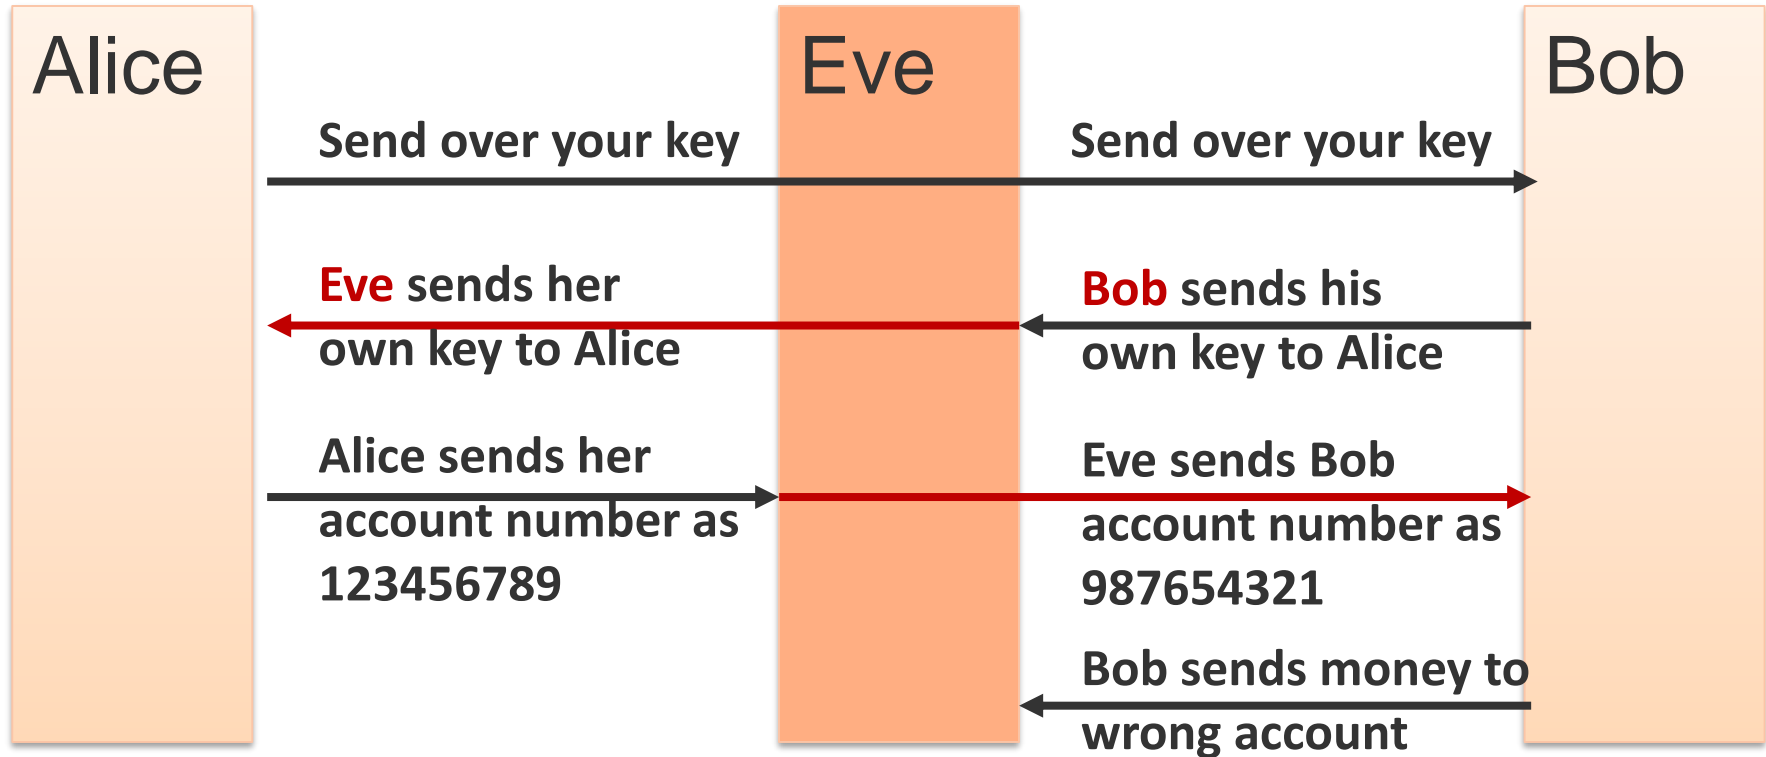 Alice
Eve
Bob
Send over your key
Send over your key
Eve sends her
own key to Alice
Bob sends his
own key to Alice
Alice sends her
account number as
123456789
Eve sends Bob
account number as
987654321
Bob sends money to
wrong account